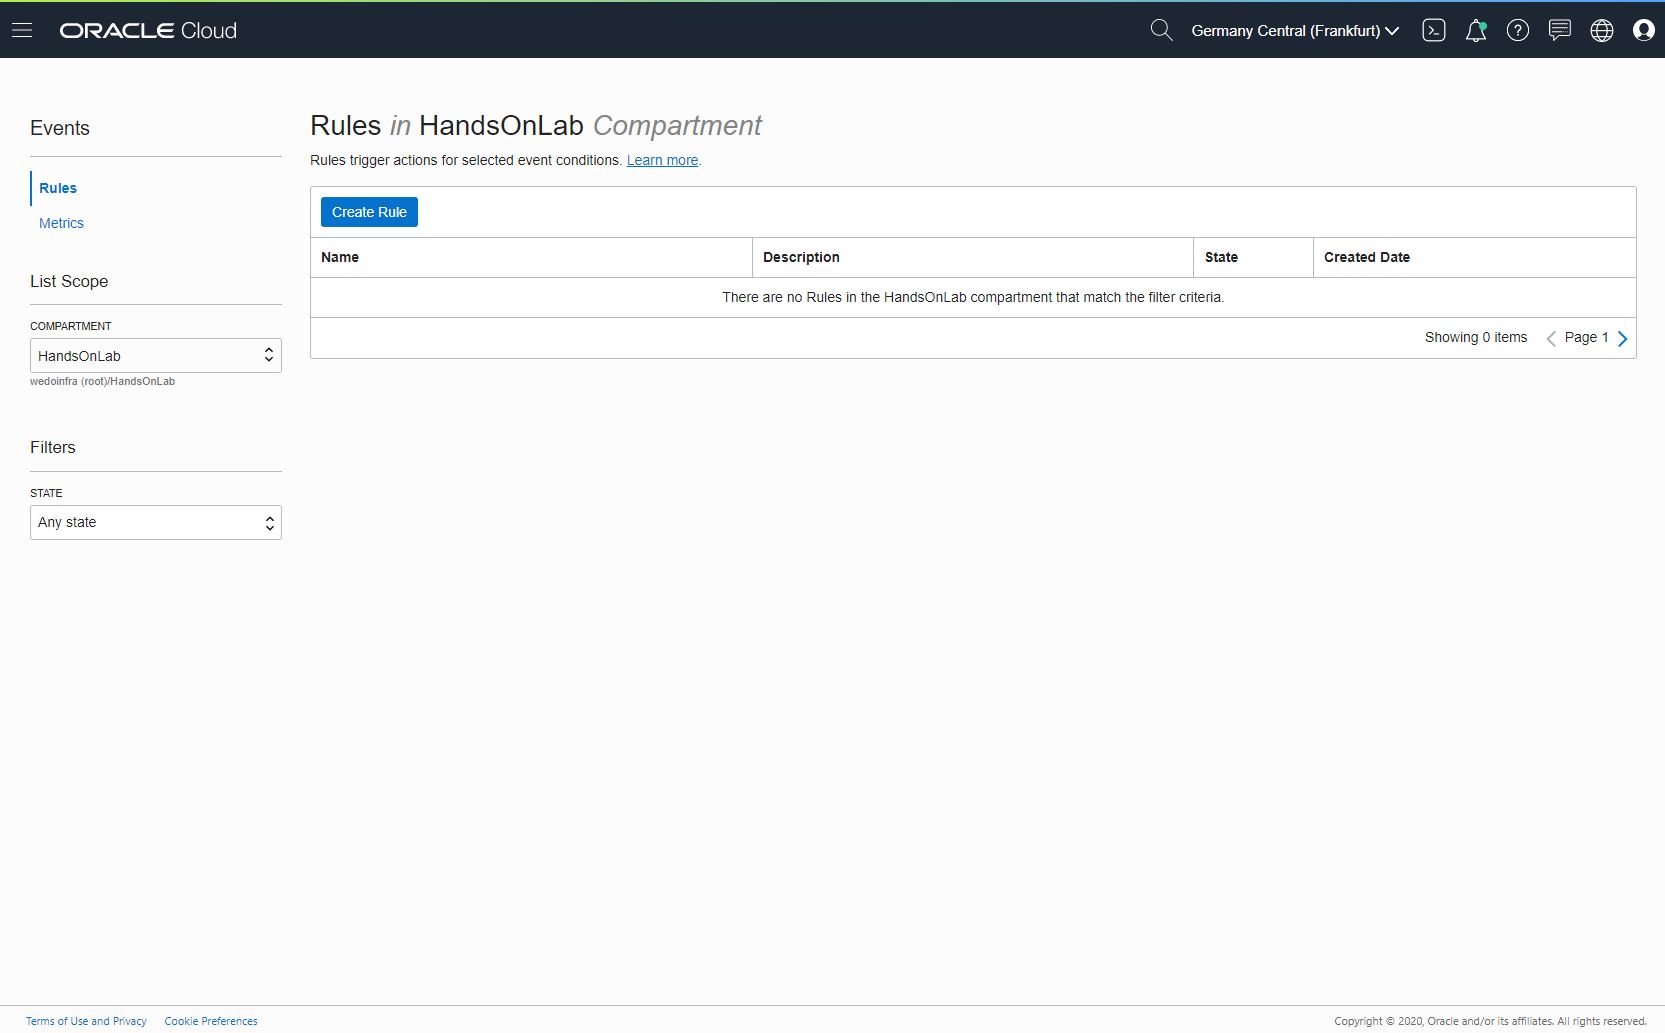 ORACLE Cloud
Germany Central (Frankfurt)
Events
Rules
Metrics
List Scope
COMPARTMENT
HandsOnLab
wedoinfra (root)/HandsOnLab
Filters
STATE
Any state
Rules in HandsOnLab Compartment
Rules trigger actions for selected event conditions. Learn more.
Create Rule
Name Description State Created Date
There are no Rules in the HandsOnLab compartment that match the filter criteria.
Showing 0 items Page 1
Terms of Use and Privacy Cookie Preferences
Copyright © 2020, Oracle and/or its affiliates. All rights reserved.